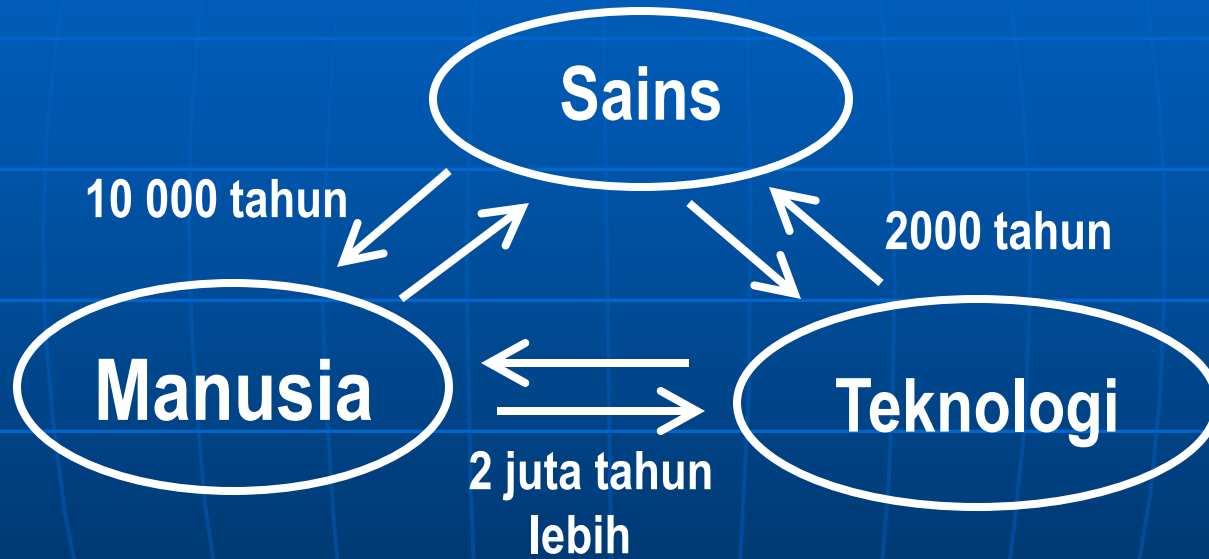 Sains
10 000 tahun
2000 tahun
Manusia
Teknologi
2 juta tahun
lebih